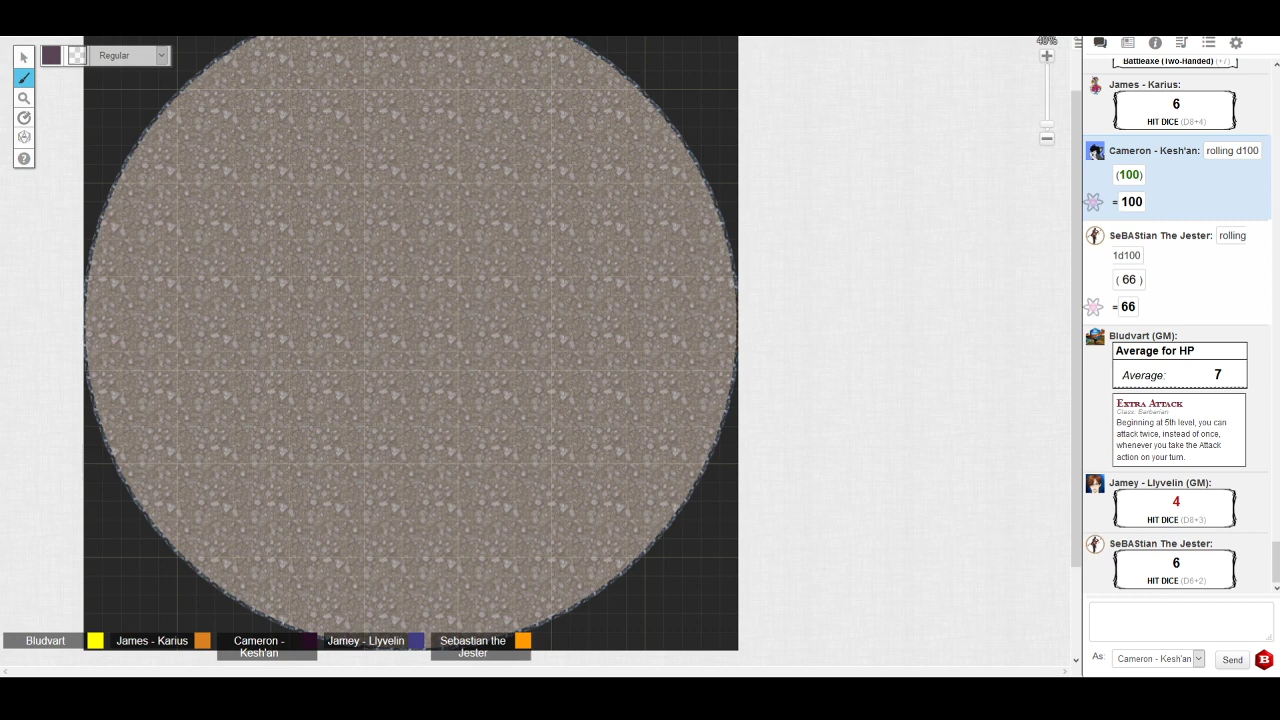 Regular
40%
Battleaxe (Two-Handed) (+7)
James - Karius:
6
HIT DICE (D8+4)
Cameron - Kesh'an: rolling d100
(100)
= 100
SeBAStian The Jester: rolling
1d100
( 66 )
= 66
Bludvart (GM):
Average for HP
Average: 7
Extra Attack
Class: Barbarian
Beginning at 5th level, you can
attack twice, instead of once,
whenever you take the Attack
action on your turn.
Jamey - Llyvelin (GM):
4
HIT DICE (D8+3)
SeBAStian The Jester:
6
HIT DICE (D6+2)
As: Cameron - Kesh'an Send
Bludvart
James - Karius
Cameron -
Kesh'an
Jamey - Llyvelin
Sebastian the
Jester